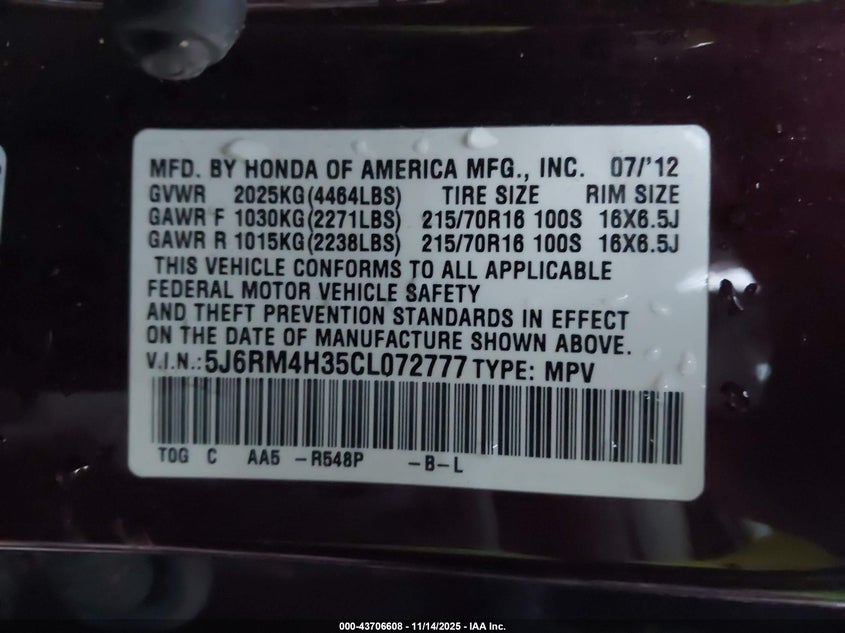 MFD. BY HONDA OF AMERICA MFG., INC. 07/'12
GVWR 2025KG(4464LBS) TIRE SIZE RIM SIZE
GAWR F 1030KG(2271LBS) 215/70R16 100S 16X6.5J
GAWR R 1015KG(2238LBS) 215/70R16 100S 16X6.5J
THIS VEHICLE CONFORMS TO ALL APPLICABLE
FEDERAL MOTOR VEHICLE SAFETY
AND THEFT PREVENTION STANDARDS IN EFFECT
ON THE DATE OF MANUFACTURE SHOWN ABOVE.
V.I.N.:5J6RM4H35CL072777 TYPE: MPV
TOG C AA5 -R548P -B-L
000-43706608 - 11/14/2025 - IAA Inc.